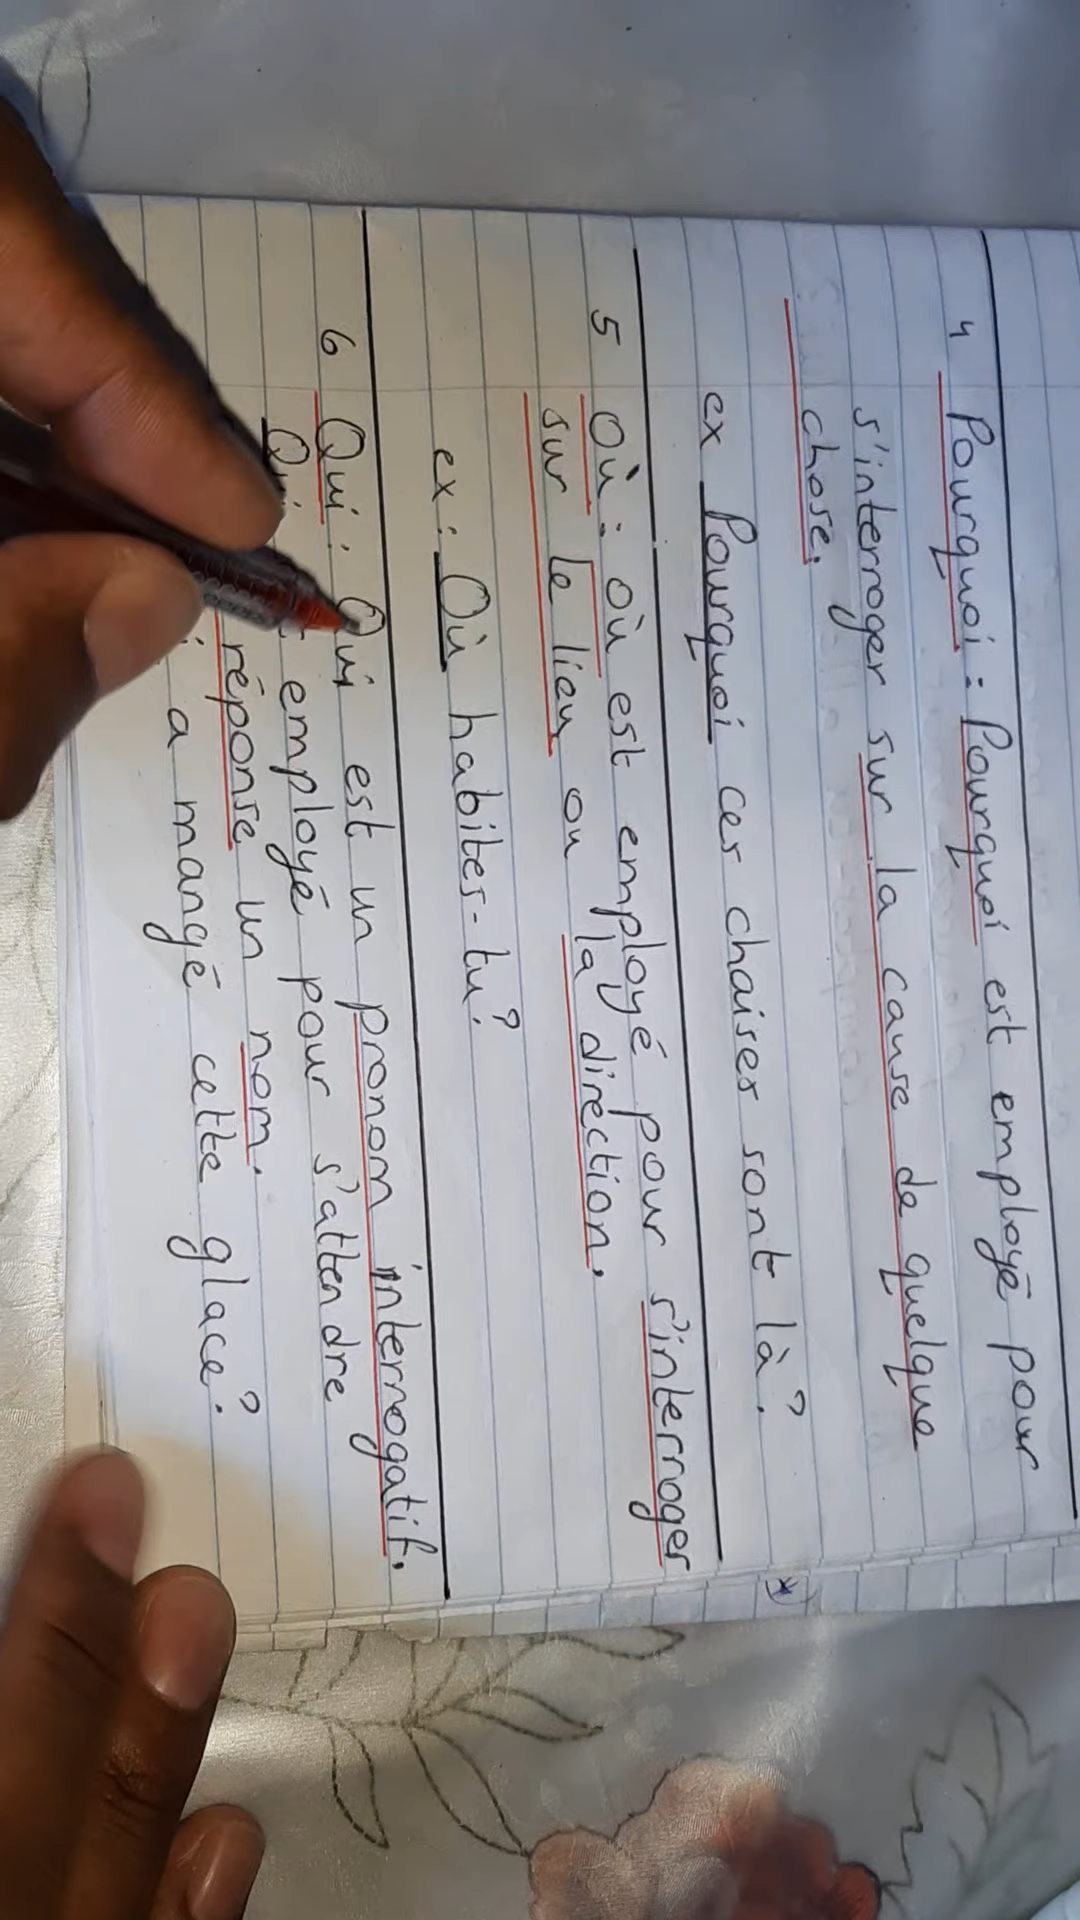 4 Pourquoi : Pourquoi est employé pour
s'interroger sur la cause de quelque
chose.
ex Pourquoi ces chaises sont là ?
5 Où : où est employé pour s'interroger
sur le lieu ou la direction.
ex : Où habites-tu ?
6 Qui : Qui est un pronom interrogatif.
Qui employé pour s'attendre
réponse un nom.
a mangé cette glace ?